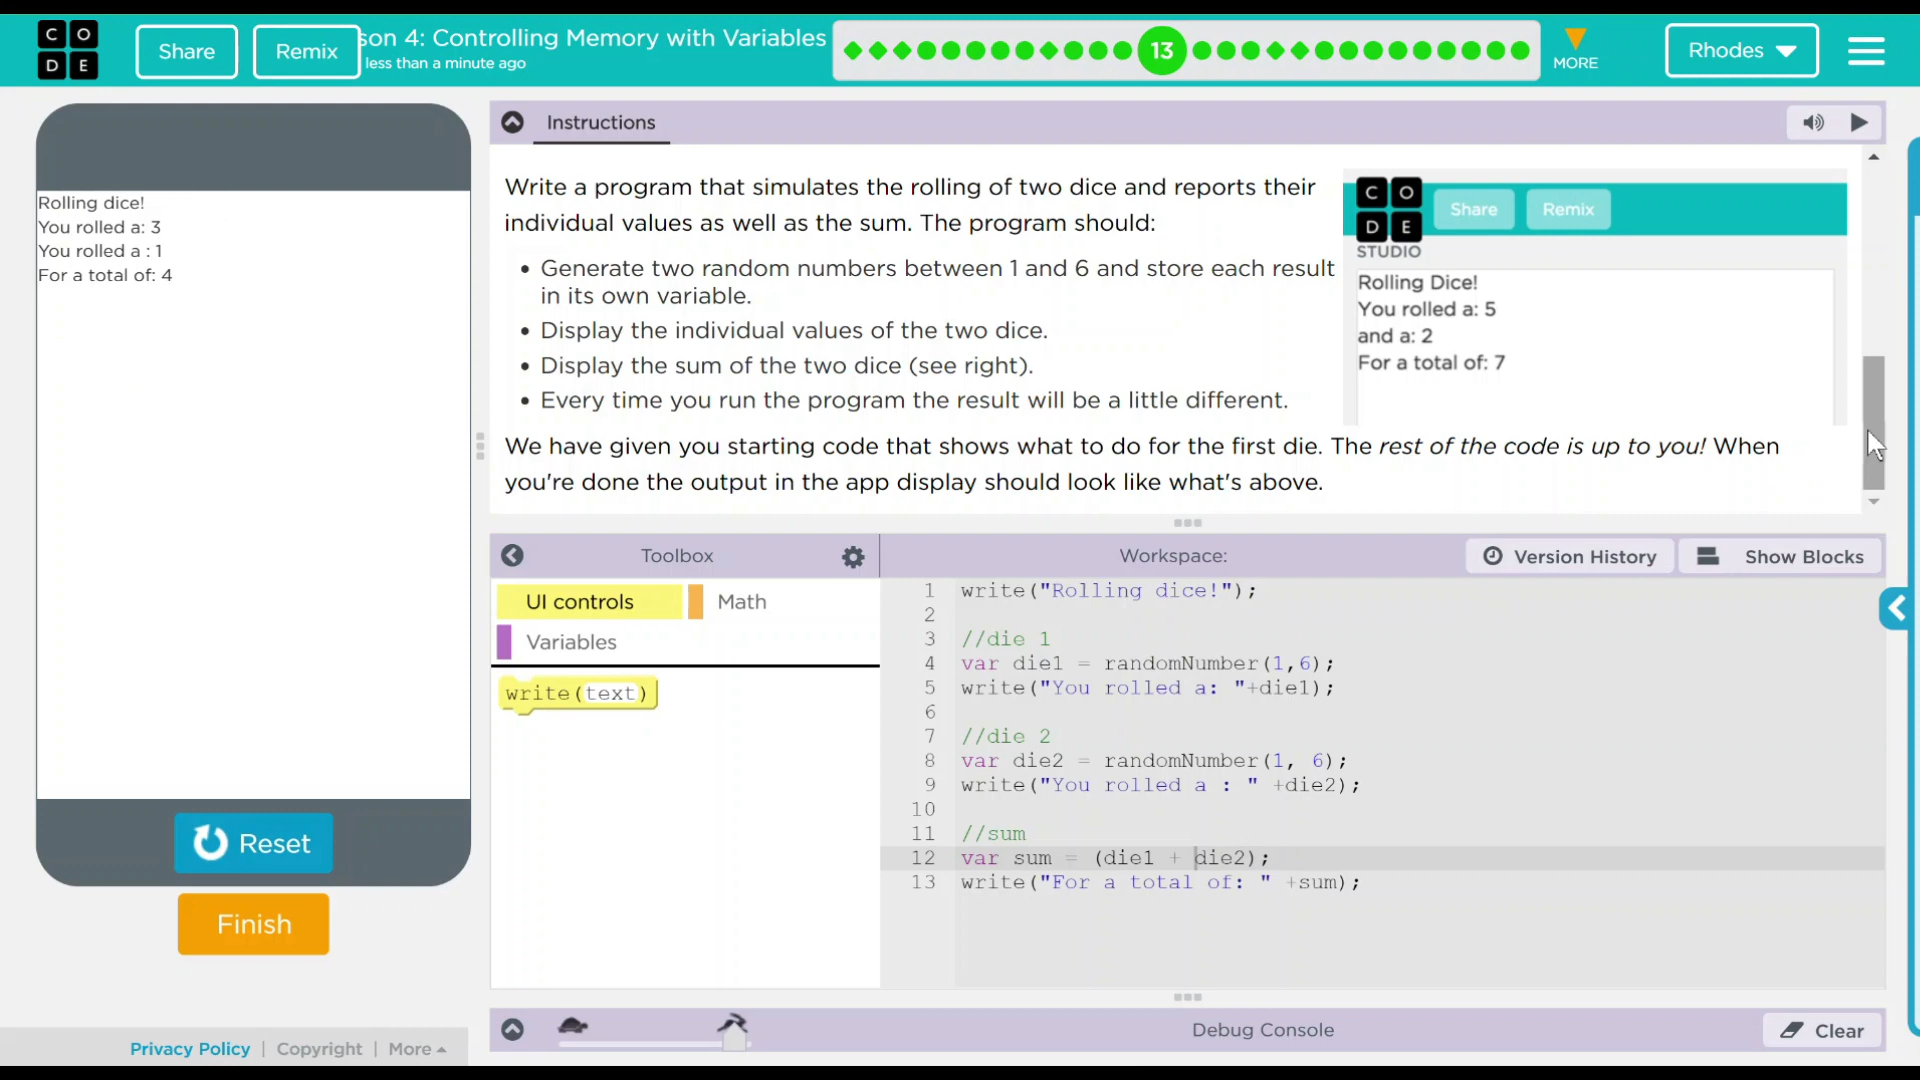 C O
D E
Share
Remix
son 4: Controlling Memory with Variables
less than a minute ago
13
MORE
Rhodes
Rolling dice!
You rolled a: 3
You rolled a : 1
For a total of: 4
Reset
Finish
Privacy Policy | Copyright | More
Instructions
Write a program that simulates the rolling of two dice and reports their
individual values as well as the sum. The program should:
• Generate two random numbers between 1 and 6 and store each result
in its own variable.
• Display the individual values of the two dice.
• Display the sum of the two dice (see right).
• Every time you run the program the result will be a little different.
C O
D E
STUDIO
Share
Remix
Rolling Dice!
You rolled a: 5
and a: 2
For a total of: 7
We have given you starting code that shows what to do for the first die. The rest of the code is up to you! When
you're done the output in the app display should look like what's above.
Toolbox
UI controls
Math
Variables
write(text)
Workspace:
Version History
Show Blocks
1 write("Rolling dice!");
2
3 //die 1
4 var die1 = randomNumber(1,6);
5 write("You rolled a: "+die1);
6
7 //die 2
8 var die2 = randomNumber(1, 6);
9 write("You rolled a : " +die2);
10
11 //sum
12 var sum = (die1 + die2);
13 write("For a total of: " +sum);
Debug Console
Clear